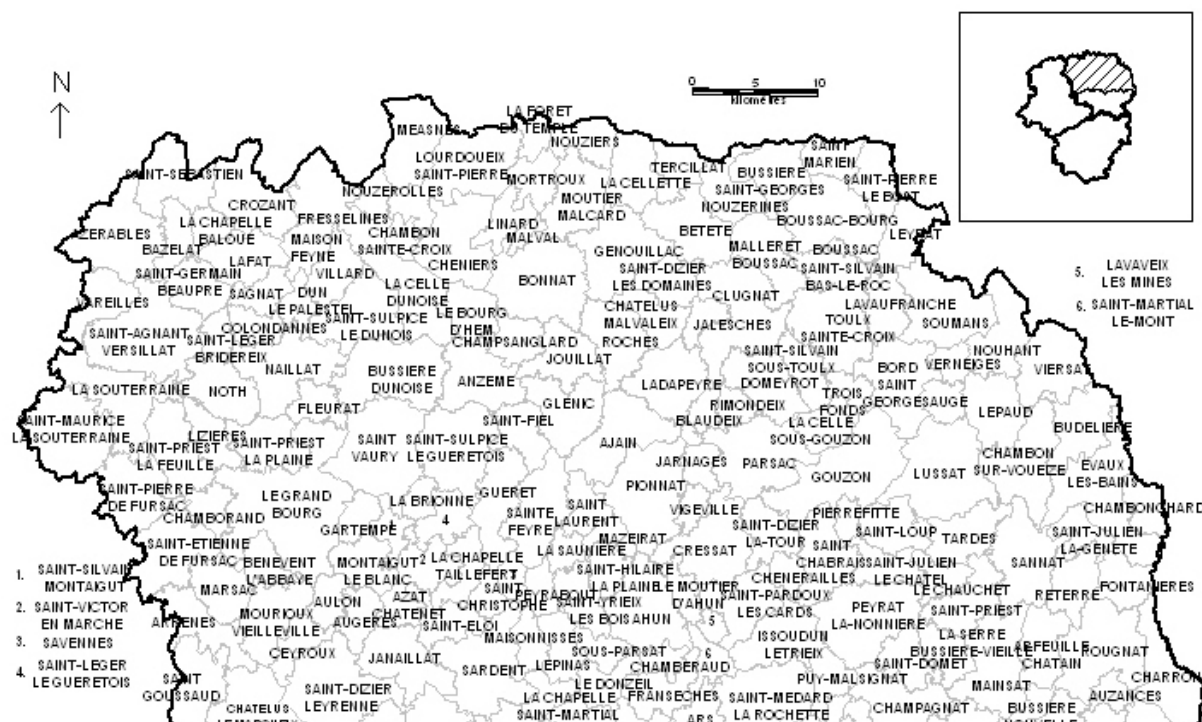 N
0 5 10
kilometres
LA FORET
DU TEMPLE
MEASNES
NOUZIERS
SAINT
MARIEN
LOURDOUEIX
SAINT-PIERRE
TERCILLAT
BUSSIERE
SAINT-GEORGES
SAINT-SEBASTIEN
MORTROUX
LA CELLETTE
SAINT-PIERRE
LE BOST
NOUZEROLLES
MOUTIER
MALCARD
NOUZERINES
CROZANT
FRESSELINES
LINARD
MALVAL
BOUSSAC-BOURG
LA CHAPELLE
BALOUE
CHAMBON
SAINTE-CROIX
BETETE
LEYRAT
AZERABLES
BAZELAT
MAISON
FEYNE
GENOUILLAC
MALLERET
BOUSSAC
BOUSSAC
LAFAT
CHENIERS
SAINT-DIZIER
LES DOMAINES
SAINT-SILVAIN
BAS-LE-ROC
5. LAVAVEIX
LES MINES
SAINT-GERMAIN
BEAUPRE
VILLARD
BONNAT
SAGNAT
DUN
LE PALESTEL
LA CELLE
DUNOISE
CLUGNAT
VAREILLES
CHATELUS
MALVALEIX
LAVAUFRANCHE
6. SAINT-MARTIAL
LE-MONT
SAINT-SULPICE
LE DUNOIS
LE BOURG
D'HEM
JALESCHES
TOULX
SAINTE-CROIX
SOUMANS
SAINT-AGNANT
VERSILLAT
COLONDANNES
SAINT-LEGER
BRIDEREIX
CHAMPSANGLARD
ROCHES
SAINT-SILVAIN
SOUS-TOULX
NOUHANT
NAILLAT
BUSSIERE
DUNOISE
JOUILLAT
BORD
SAINT
GEORGES
VERNEIGES
VIERSAT
LA SOUTERRAINE
NOTH
ANZEME
LADAPEYRE
DOMEYROT
TROIS
FONDS
AUGE
FLEURAT
GLENIC
RIMONDEIX
LEPAUD
SAINT-MAURICE
LA SOUTERRAINE
SAINT-FIEL
BLAUDEIX
LA CELLE
SOUS-GOUZON
BUDELIERE
LIZIERES
SAINT-PRIEST
LA FEUILLE
SAINT-PRIEST
LA PLAINE
SAINT
VAURY
SAINT-SULPICE
LE GUERETOIS
AJAIN
CHAMBON
SUR-VOUEIZE
JARNAGES
PARSAC
GOUZON
LUSSAT
EVAUX
LES-BAINS
SAINT-PIERRE
DE FURSAC
LE GRAND
BOURG
LA BRIONNE
GUERET
PIONNAT
CHAMBONCHARD
CHAMBORAND
4
SAINTE
FEYRE
SAINT
LAURENT
VIGEVILLE
PIERREFITTE
GARTEMPE
1
MAZEIRAT
SAINT-DIZIER
LA-TOUR
SAINT-LOUP
TARDES
SAINT-JULIEN
LA-GENETE
SAINT-ETIENNE
DE FURSAC
LA SAUNIERE
CRESSAT
SAINT
CHABRAIS
BENEVENT
L'ABBAYE
MONTAIGUT
LE BLANC
2
LA CHAPELLE
TAILLEFERT
SAINT-HILAIRE
LA PLAINE
SAINT-JULIEN
LE CHATEL
SANNAT
1. SAINT-SILVAIN
MONTAIGUT
CHENERAILLES
MARSAC
AZAT
CHATENET
SAINT
CHRISTOPHE
PEYRABOUT
LE MOUTIER
D'AHUN
LE CHAUCHET
FONTANIERES
AULON
SAINT-YRIEIX
LES BOIS
SAINT-PARDOUX
LES CARDS
RETERRE
2. SAINT-VICTOR
EN MARCHE
ARRENES
MOURIOUX
VIEILLEVILLE
AUGERES
SAINT-ELOI
AHUN
5
PEYRAT
LA-NONNIERE
SAINT-PRIEST
3. SAVENNES
MAISONNISSES
ISSOUDUN
LETRIEIX
LA SERRE
BUSSIERE-VIEILLE
CEYROUX
JANAILLAT
SOUS-PARSAT
6
ARFEUILLE
CHATAIN
ROUGNAT
4. SAINT-LEGER
LE GUERETOIS
SARDENT
LEPINAS
CHAMBERAUD
SAINT-DOMET
CHARRON
SAINT
GOUSSAUD
PUY-MALSIGNAT
LE DONZEIL
MAINSAT
SAINT-DIZIER
LEYRENNE
LA CHAPELLE
SAINT-MARTIAL
FRANSECHES
SAINT-MEDARD
LA ROCHETTE
AUZANCES
CHATELUS
CHAMPAGNAT
BUSSIERE
ARS